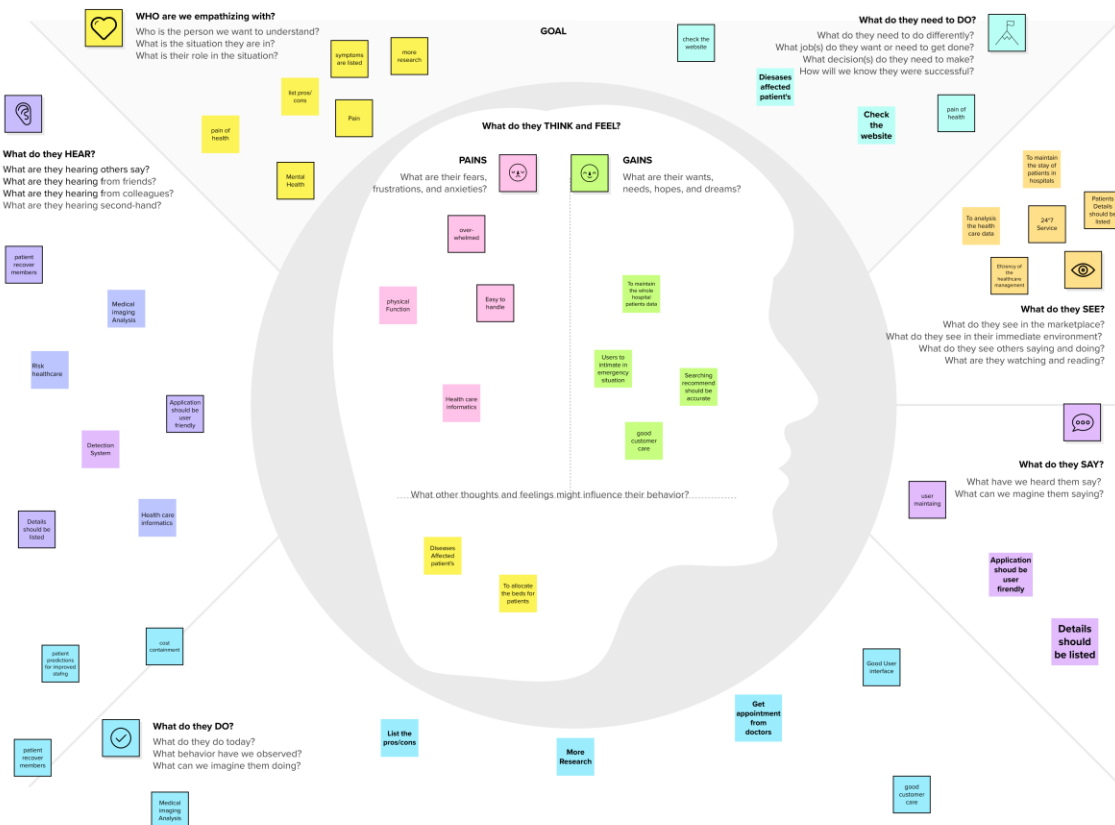 WHO are we empathizing with?
Who is the person we want to understand?
What is the situation they are in?
What is their role in the situation?
symptoms
are listed
more
research
list pros/
cons
Pain
pain of
health
Mental
Health
GOAL
What do they need to DO?
What do they need to do differently?
What job(s) do they want or need to get done?
What decision(s) do they need to make?
How will we know they were successful?
check the
website
Diesases
affected
patient's
Check
the
website
pain of
health
What do they HEAR?
What are they hearing others say?
What are they hearing from friends?
What are they hearing from colleagues?
What are they hearing second-hand?
patient
recover
members
Medical
imaging
Analysis
Risk
healthcare
Application
should be
user
friendly
Detection
System
Details
should be
listed
Health care
informatics
What do they THINK and FEEL?
PAINS
What are their fears,
frustrations, and anxieties?
GAINS
What are their wants,
needs, hopes, and dreams?
over-
whelmed
physical
Function
Easy to
handle
Health care
informatics
To maintain
the whole
hospital
patients data
Users to
intimate in
emergency
situation
Searching
recommend
should be
accurate
good
customer
care
What other thoughts and feelings might influence their behavior?
Diseases
Affected
patient's
To allocate
the beds for
patients
To maintain
the stay of
patients in
hospitals
To analysis
the health
care data
24*7
Service
Patients
Details
should be
listed
Efficiency of
the
healthcare
management
What do they SEE?
What do they see in the marketplace?
What do they see in their immediate environment?
What do they see others saying and doing?
What are they watching and reading?
What do they SAY?
What have we heard them say?
What can we magine them saying?
user
maintaing
Application
shoud be
user
firendly
Details
should
be listed
patient
predictions
for improved
cost
containment
What do they DO?
What do they do today?
What behavior have we observed?
What can we imagine them doing?
patient
recover
members
Medical
imaging
Analysis
List the
pros/cons
More
Research
Get
appointment
from
doctors
Good User
interface
good
customer
care